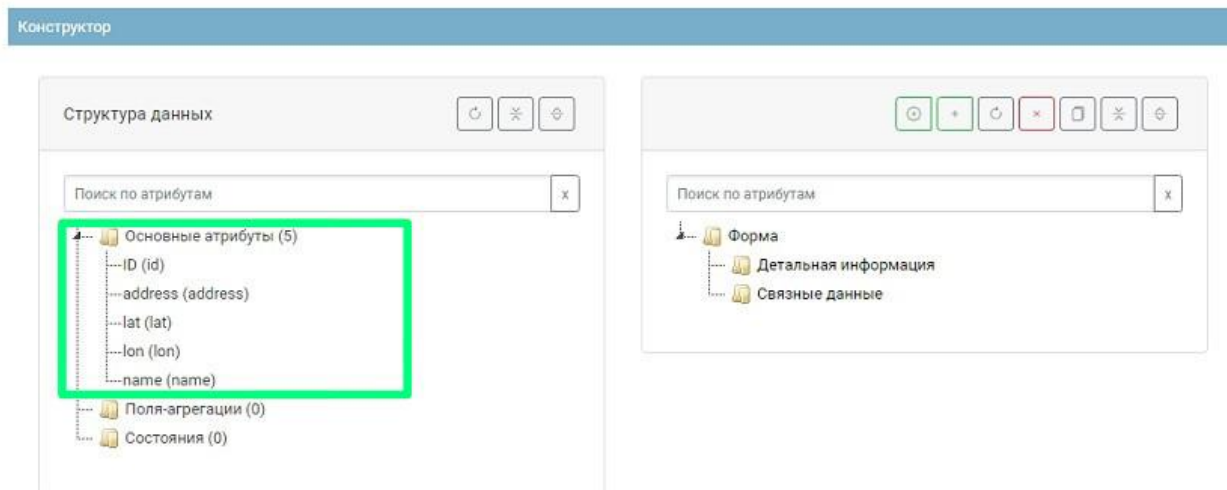 Конструктор
Структура данных
Поиск по атрибутам
x
Основные атрибуты (5)
ID (id)
address (address)
lat (lat)
lon (lon)
name (name)
Поля-агрегации (0)
Состояния (0)
Поиск по атрибутам
x
Форма
Детальная информация
Связные данные